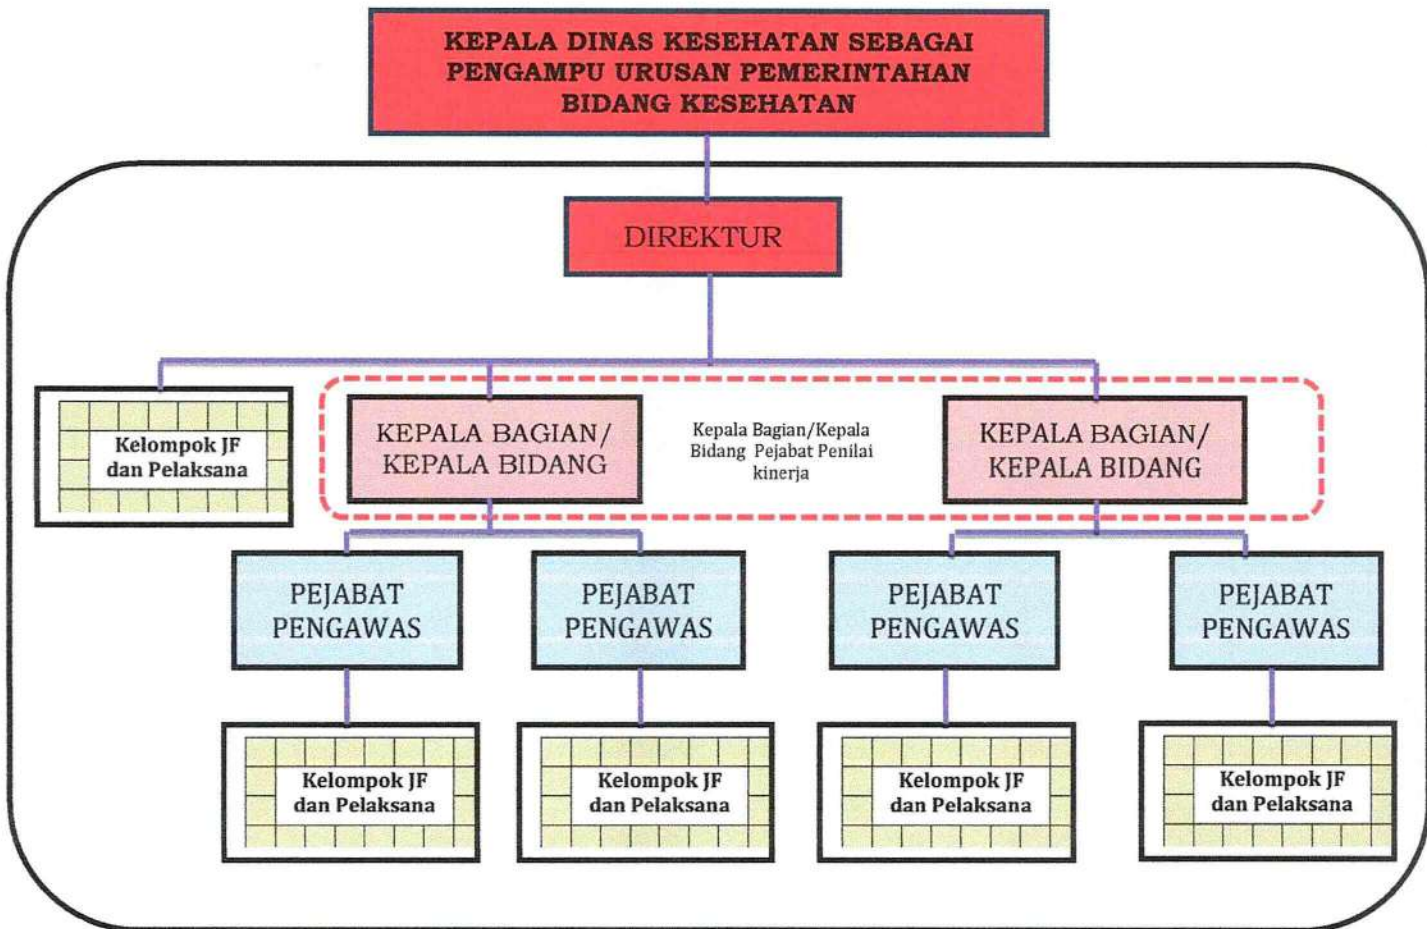 KEPALA DINAS KESEHATAN SEBAGAI
PENGAMPU URUSAN PEMERINTAHAN
BIDANG KESEHATAN
DIREKTUR
Kelompok JF
dan Pelaksana
KEPALA BAGIAN/
KEPALA BIDANG
Kepala Bagian/Kepala
Bidang Pejabat Penilai
kinerja
KEPALA BAGIAN/
KEPALA BIDANG
PEJABAT
PENGAWAS
PEJABAT
PENGAWAS
PEJABAT
PENGAWAS
PEJABAT
PENGAWAS
Kelompok JF
dan Pelaksana
Kelompok JF
dan Pelaksana
Kelompok JF
dan Pelaksana
Kelompok JF
dan Pelaksana